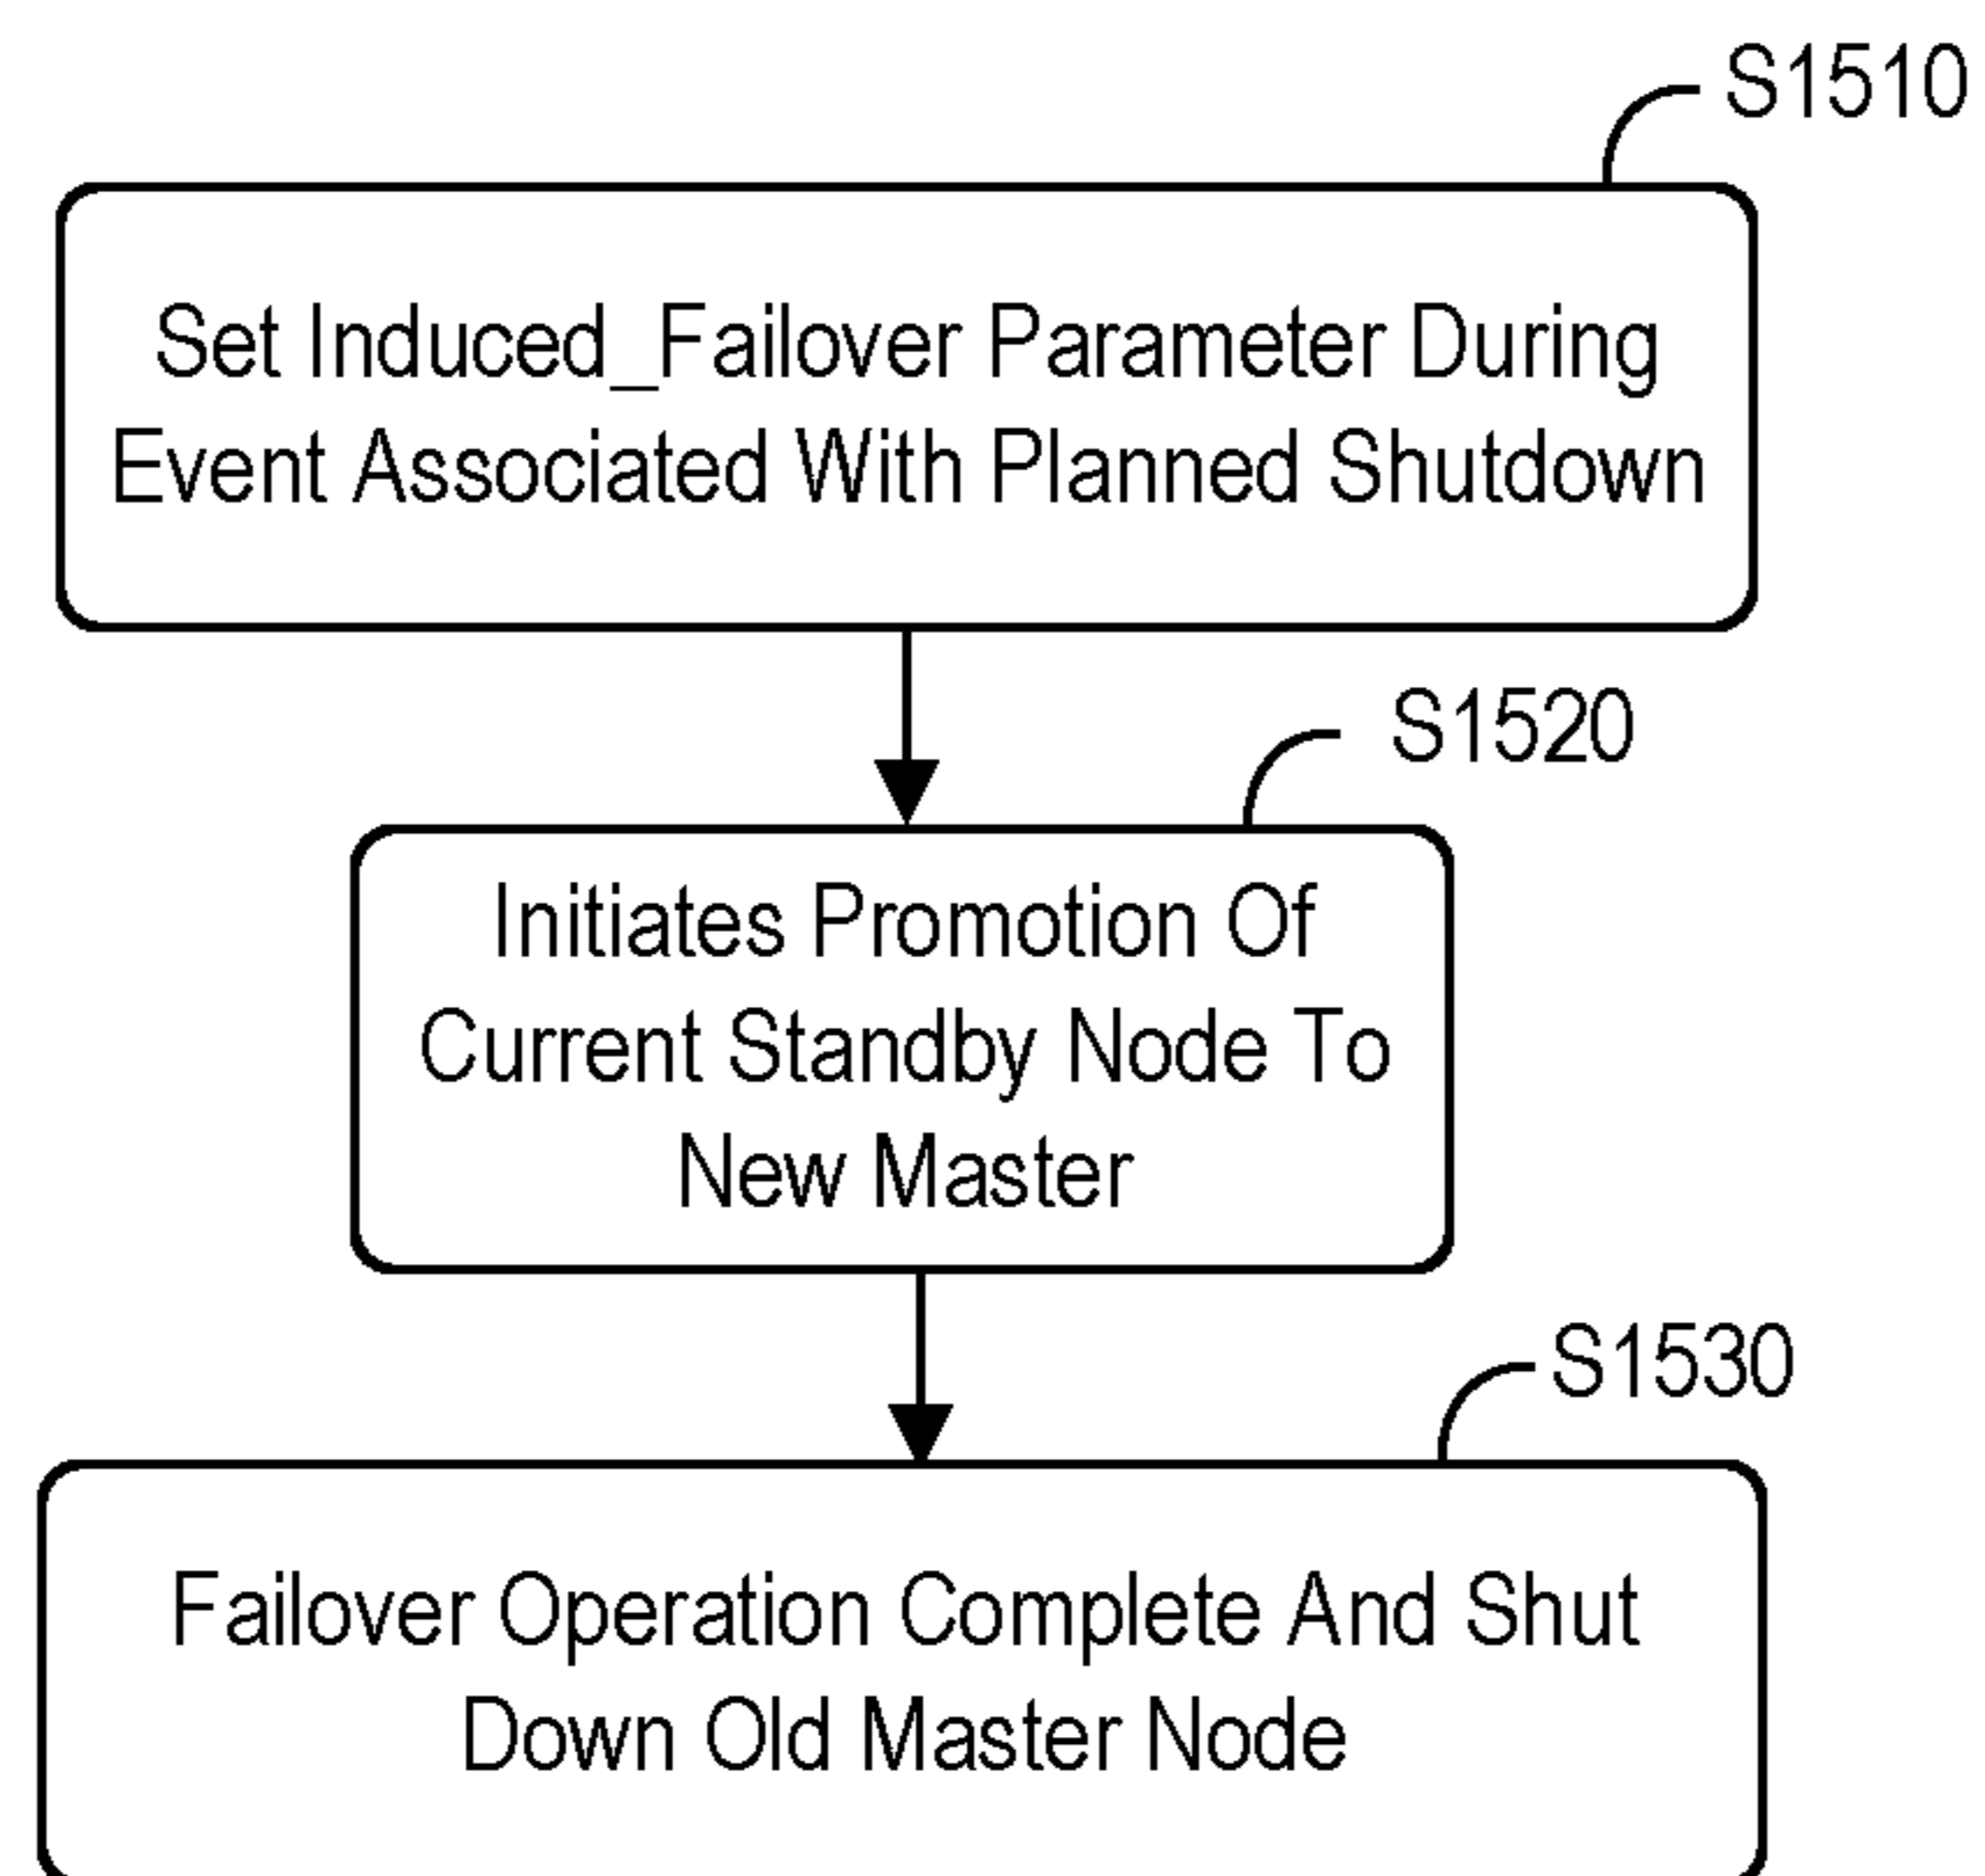 S1510
Set Induced_Failover Parameter During
Event Associated With Planned Shutdown
S1520
Initiates Promotion Of
Current Standby Node To
New Master
S1530
Failover Operation Complete And Shut
Down Old Master Node